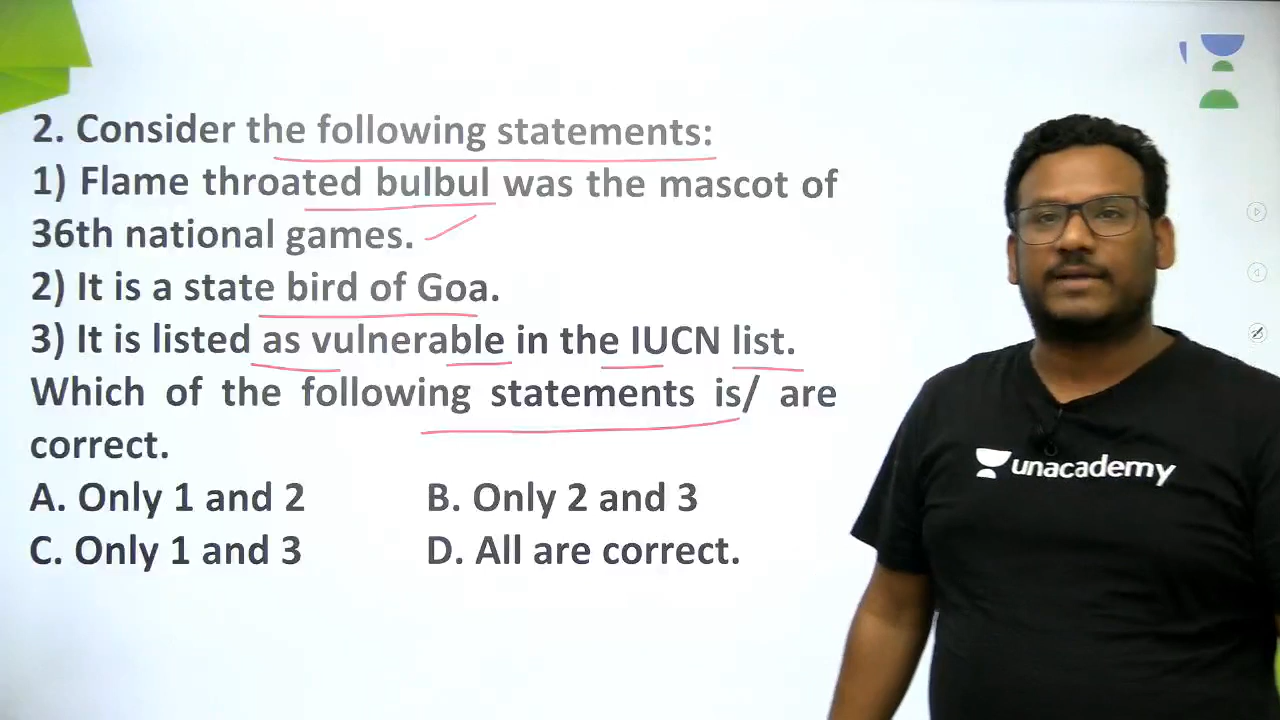 2. Consider the following statements:
1) Flame throated bulbul was the mascot of
36th national games.
2) It is a state bird of Goa.
3) It is listed as vulnerable in the IUCN list.
Which of the following statements is/ are
correct.
A. Only 1 and 2 B. Only 2 and 3
C. Only 1 and 3 D. All are correct.
unacademy